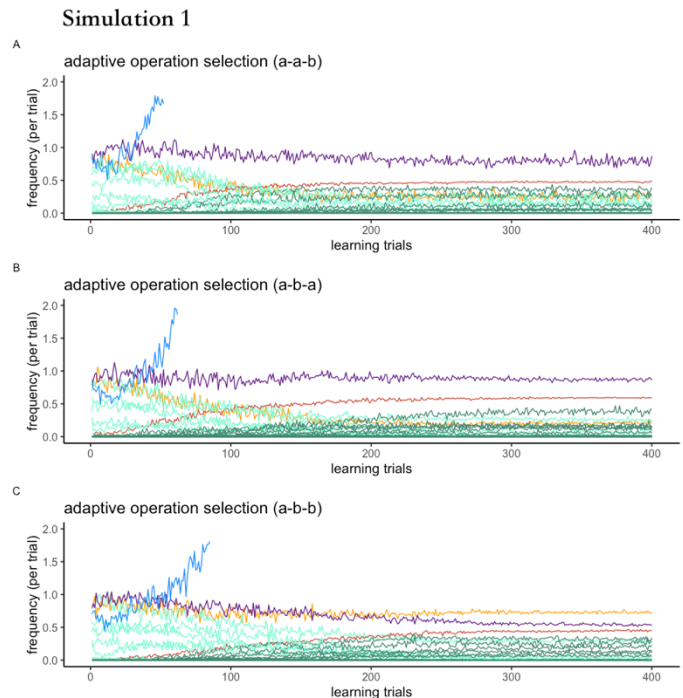 Simulation 1
A
adaptive operation selection (a-a-b)
frequency (per trial)
2.0
1.5
1.0
0.5
0.0
0 100 200 300 400
learning trials
B
adaptive operation selection (a-b-a)
frequency (per trial)
2.0
1.5
1.0
0.5
0.0
0 100 200 300 400
learning trials
C
adaptive operation selection (a-b-b)
frequency (per trial)
2.0
1.5
1.0
0.5
0.0
0 100 200 300 400
learning trials